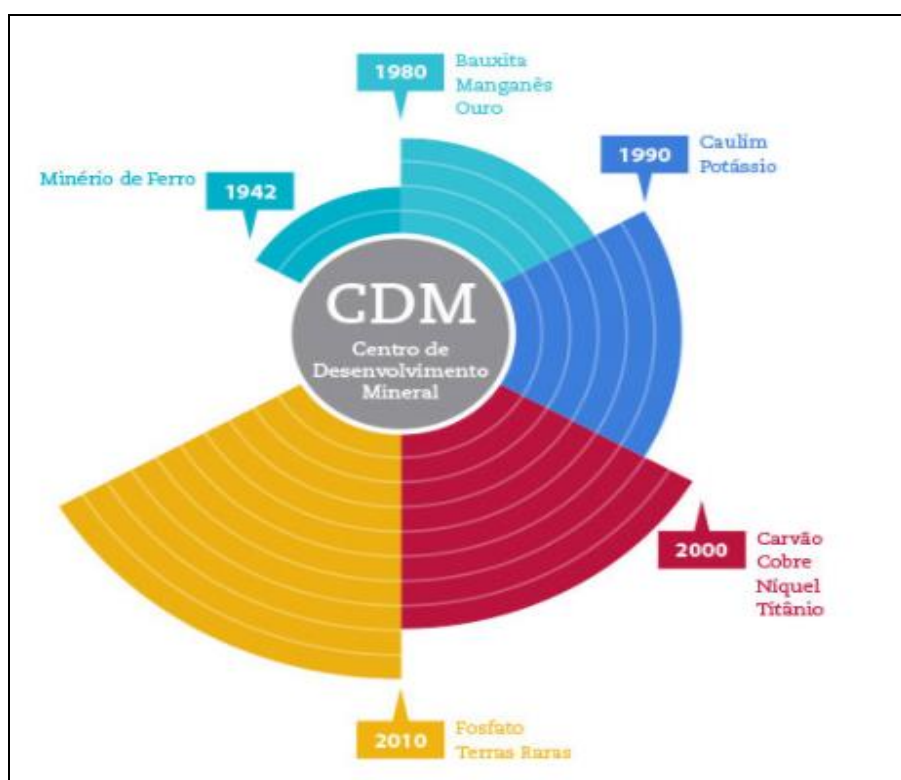 1980
Bauxita
Manganês
Ouro
1990
Caulim
Potássio
Minério de Ferro
1942
CDM
Centro de
Desenvolvimento
Mineral
2000
Carvão
Cobre
Níquel
Titânio
2010
Fosfato
Terras Raras